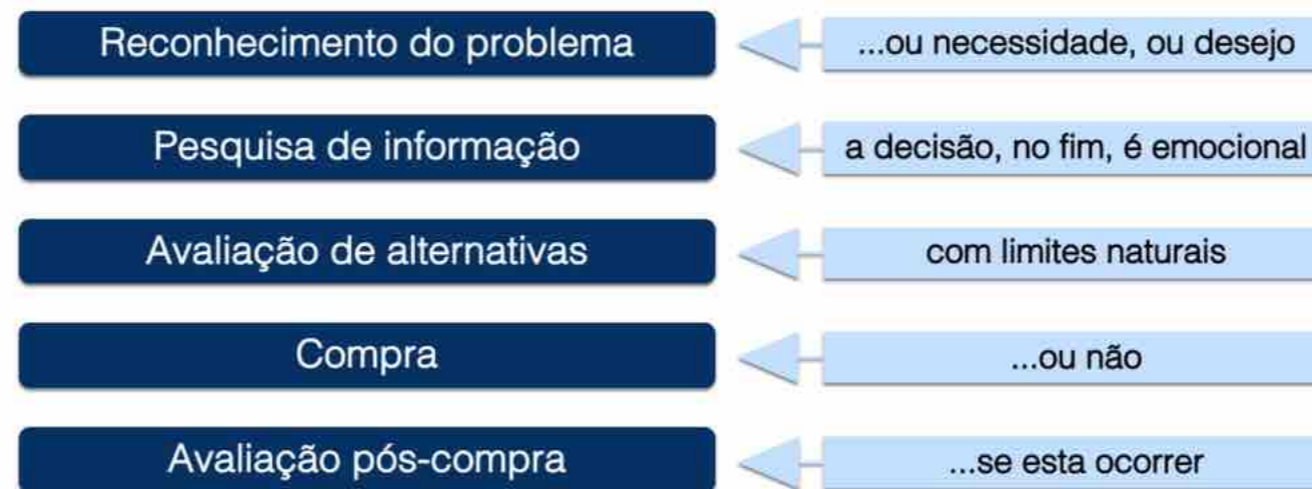 Reconhecimento do problema
...ou necessidade, ou desejo
Pesquisa de informação
a decisão, no fim, é emocional
Avaliação de alternativas
com limites naturais
Compra
...ou não
Avaliação pós-compra
...se esta ocorrer